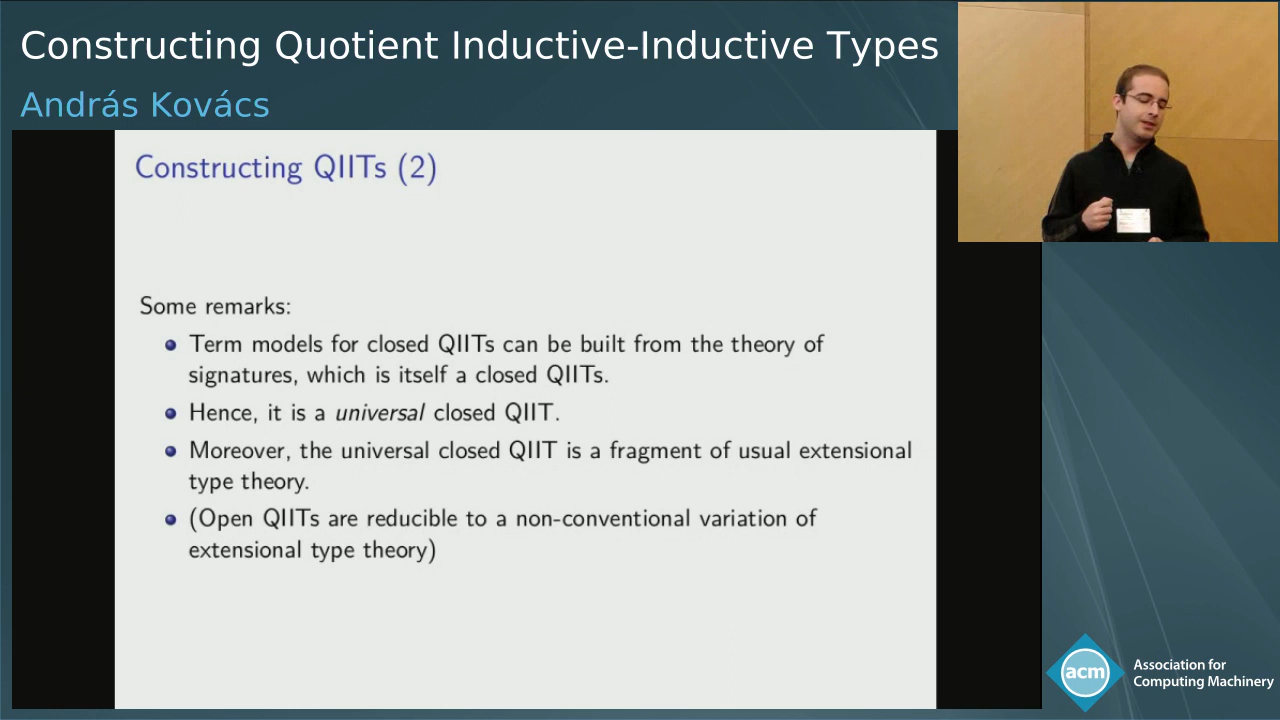 Constructing Quotient Inductive-Inductive Types
András Kovács
Constructing QIITs (2)
Some remarks:
Term models for closed QIITs can be built from the theory of
signatures, which is itself a closed QIITs.
Hence, it is a universal closed QIIT.
Moreover, the universal closed QIIT is a fragment of usual extensional
type theory.
(Open QIITs are reducible to a non-conventional variation of
extensional type theory)
acm
Association for
Computing Machinery